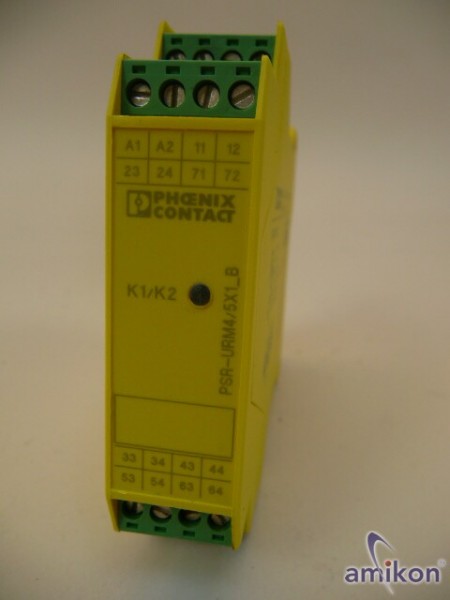 A1 A2 11 12
23 24 71 72
PHŒNIX
CONTACT
K1/K2
PSR-URM4/5X1_B
33 34 43 44
53 54 63 64
amikon®